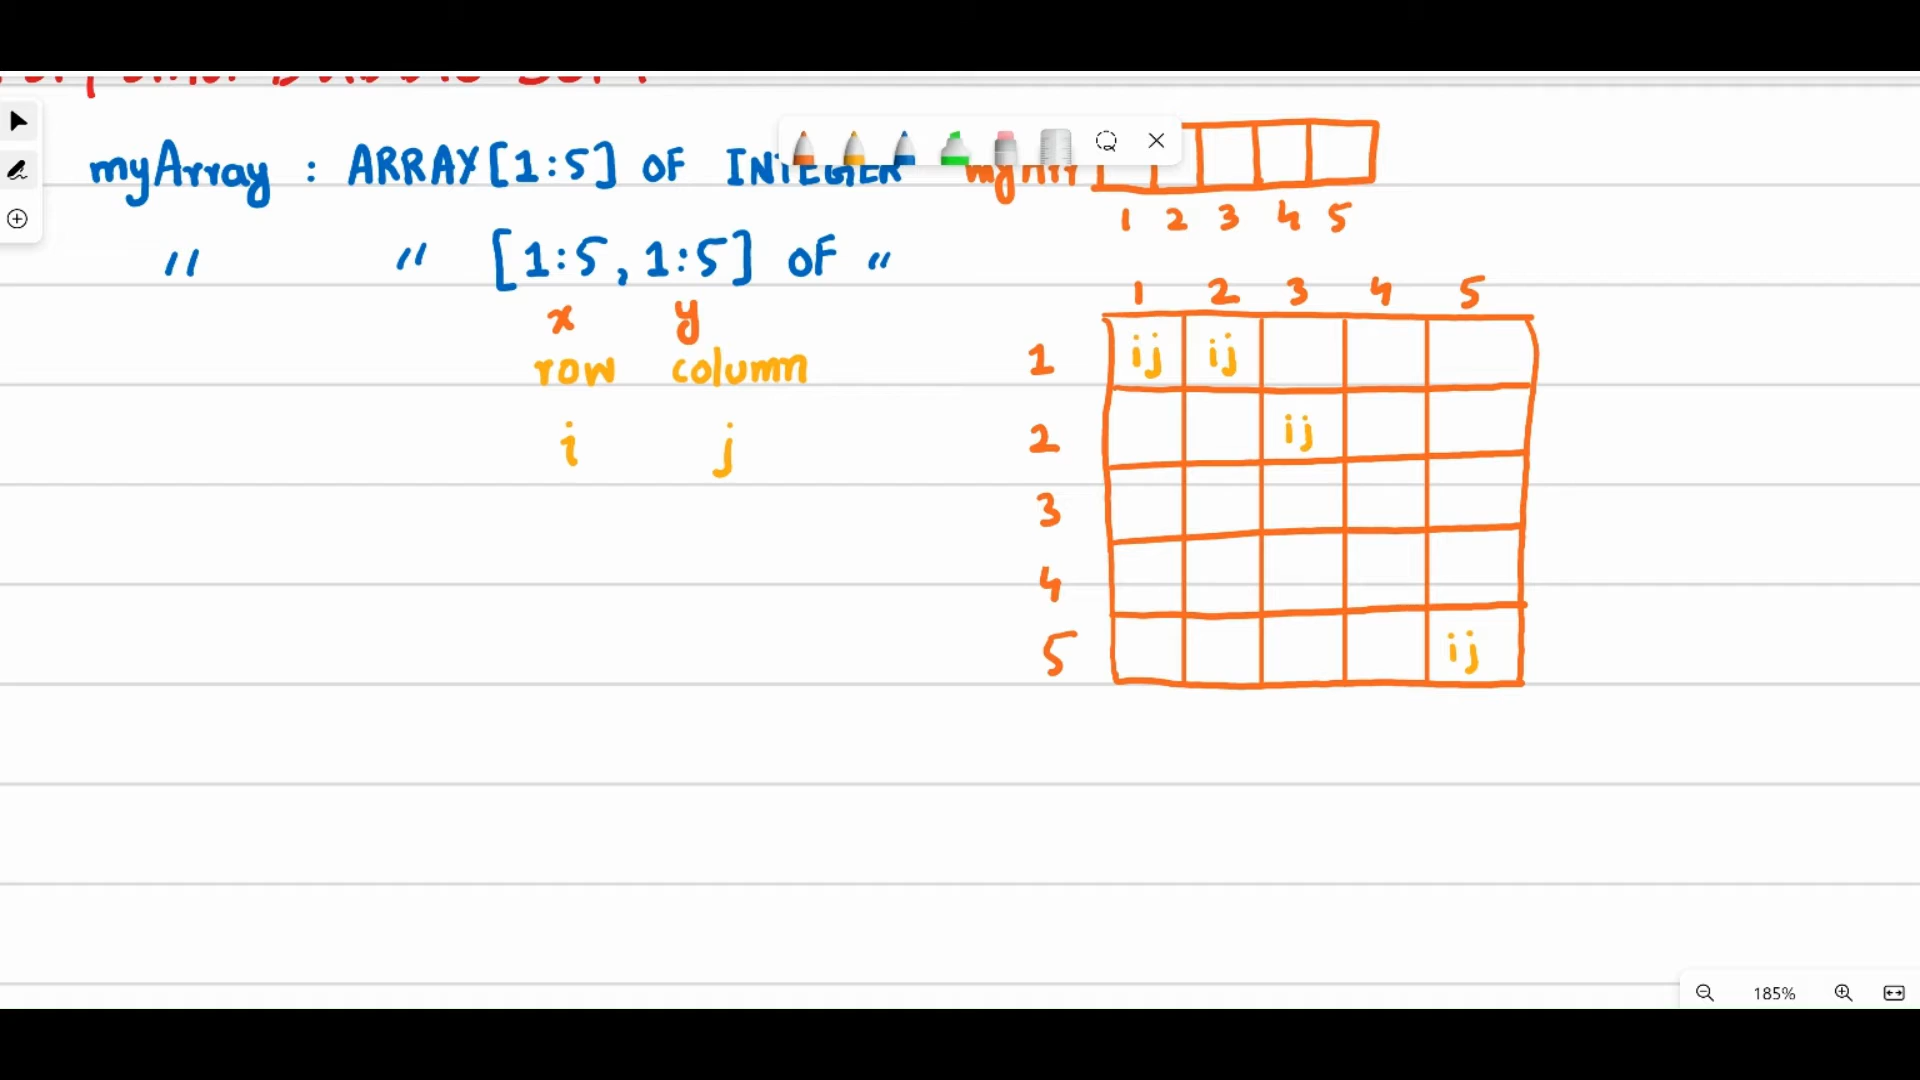 myArray : ARRAY[1:5] OF INTEGER myArr
1 2 3 4 5
" " [1:5, 1:5] OF "
x y
row column
i j
1 2 3 4 5
1 ij ij
2 ij
3
4
5 ij
185%